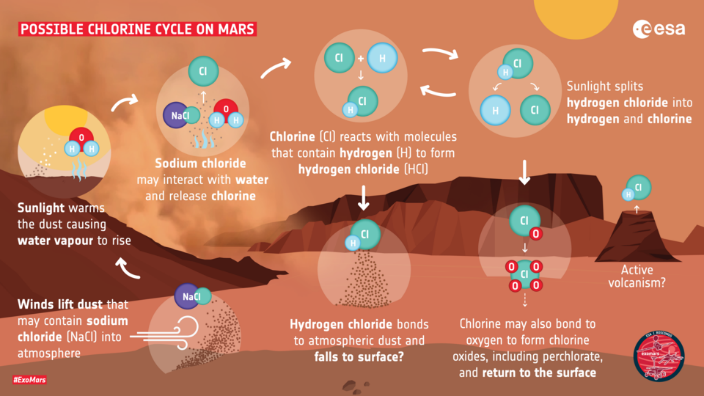 POSSIBLE CHLORINE CYCLE ON MARS
esa
Cl
NaCl
O
H H
Sodium chloride
may interact with water
and release chlorine
Cl + H
H Cl
Chlorine (Cl) reacts with molecules
that contain hydrogen (H) to form
hydrogen chloride (HCl)
H Cl
H Cl
Sunlight splits
hydrogen chloride into
hydrogen and chlorine
O
H H
Sunlight warms
the dust causing
water vapour to rise
NaCl
Winds lift dust that
may contain sodium
chloride (NaCl) into
atmosphere
H Cl
Hydrogen chloride bonds
to atmospheric dust and
falls to surface?
Cl
O
O O
Cl
O O
Chlorine may also bond to
oxygen to form chlorine
oxides, including perchlorate,
and return to the surface
H Cl
Active
volcanism?
#ExoMars